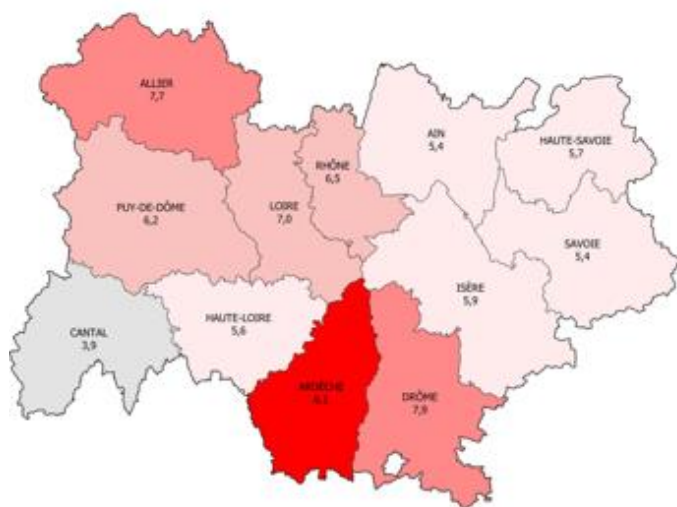 ALLIER
7,7
AIN
5,4
HAUTE-SAVOIE
5,7
RHÔNE
6,5
PUY-DE-DÔME
6,2
LOIRE
7,0
SAVOIE
5,4
ISÈRE
5,9
HAUTE-LOIRE
5,6
CANTAL
3,9
ARDÈCHE
DRÔME
7,9